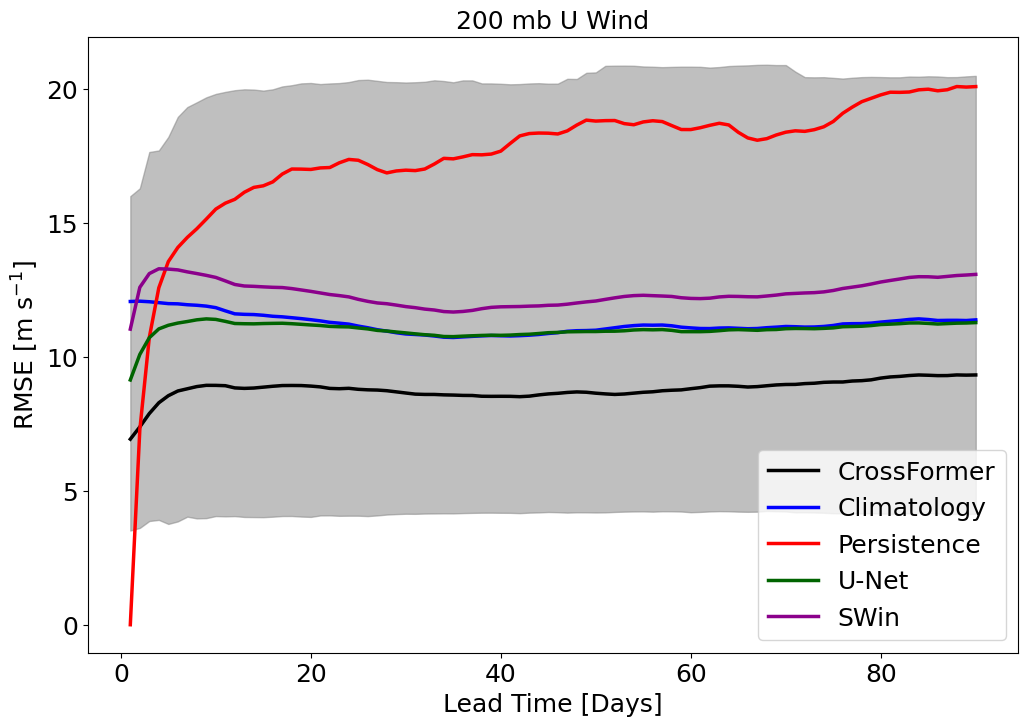 200 mb U Wind
RMSE [m s⁻¹]
20
15
10
5
0
0 20 40 60 80
Lead Time [Days]
CrossFormer
Climatology
Persistence
U-Net
SWin